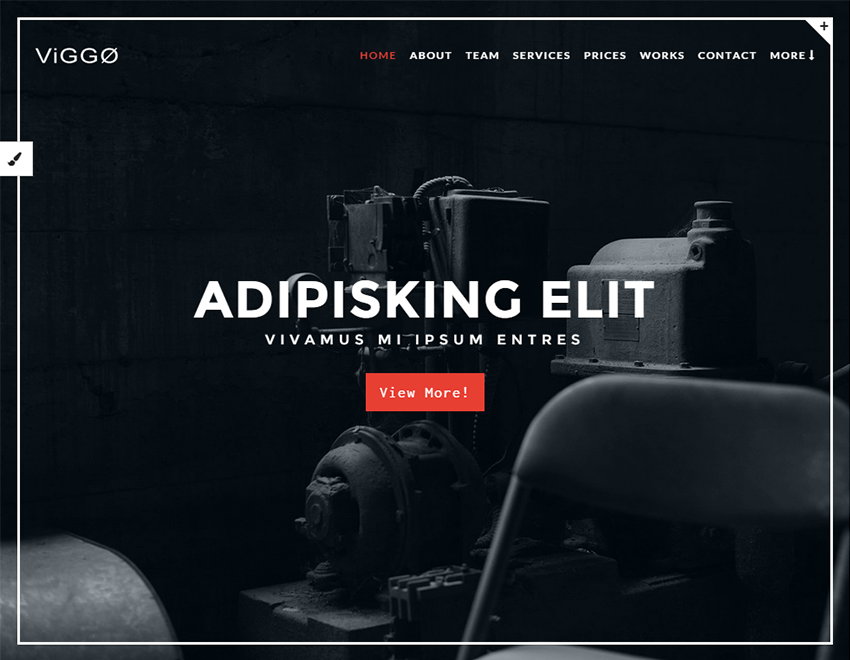 ViGGØ
HOME ABOUT TEAM SERVICES PRICES WORKS CONTACT MORE
+
ADIPISKING ELIT
VIVAMUS MI IPSUM ENTRES
View More!